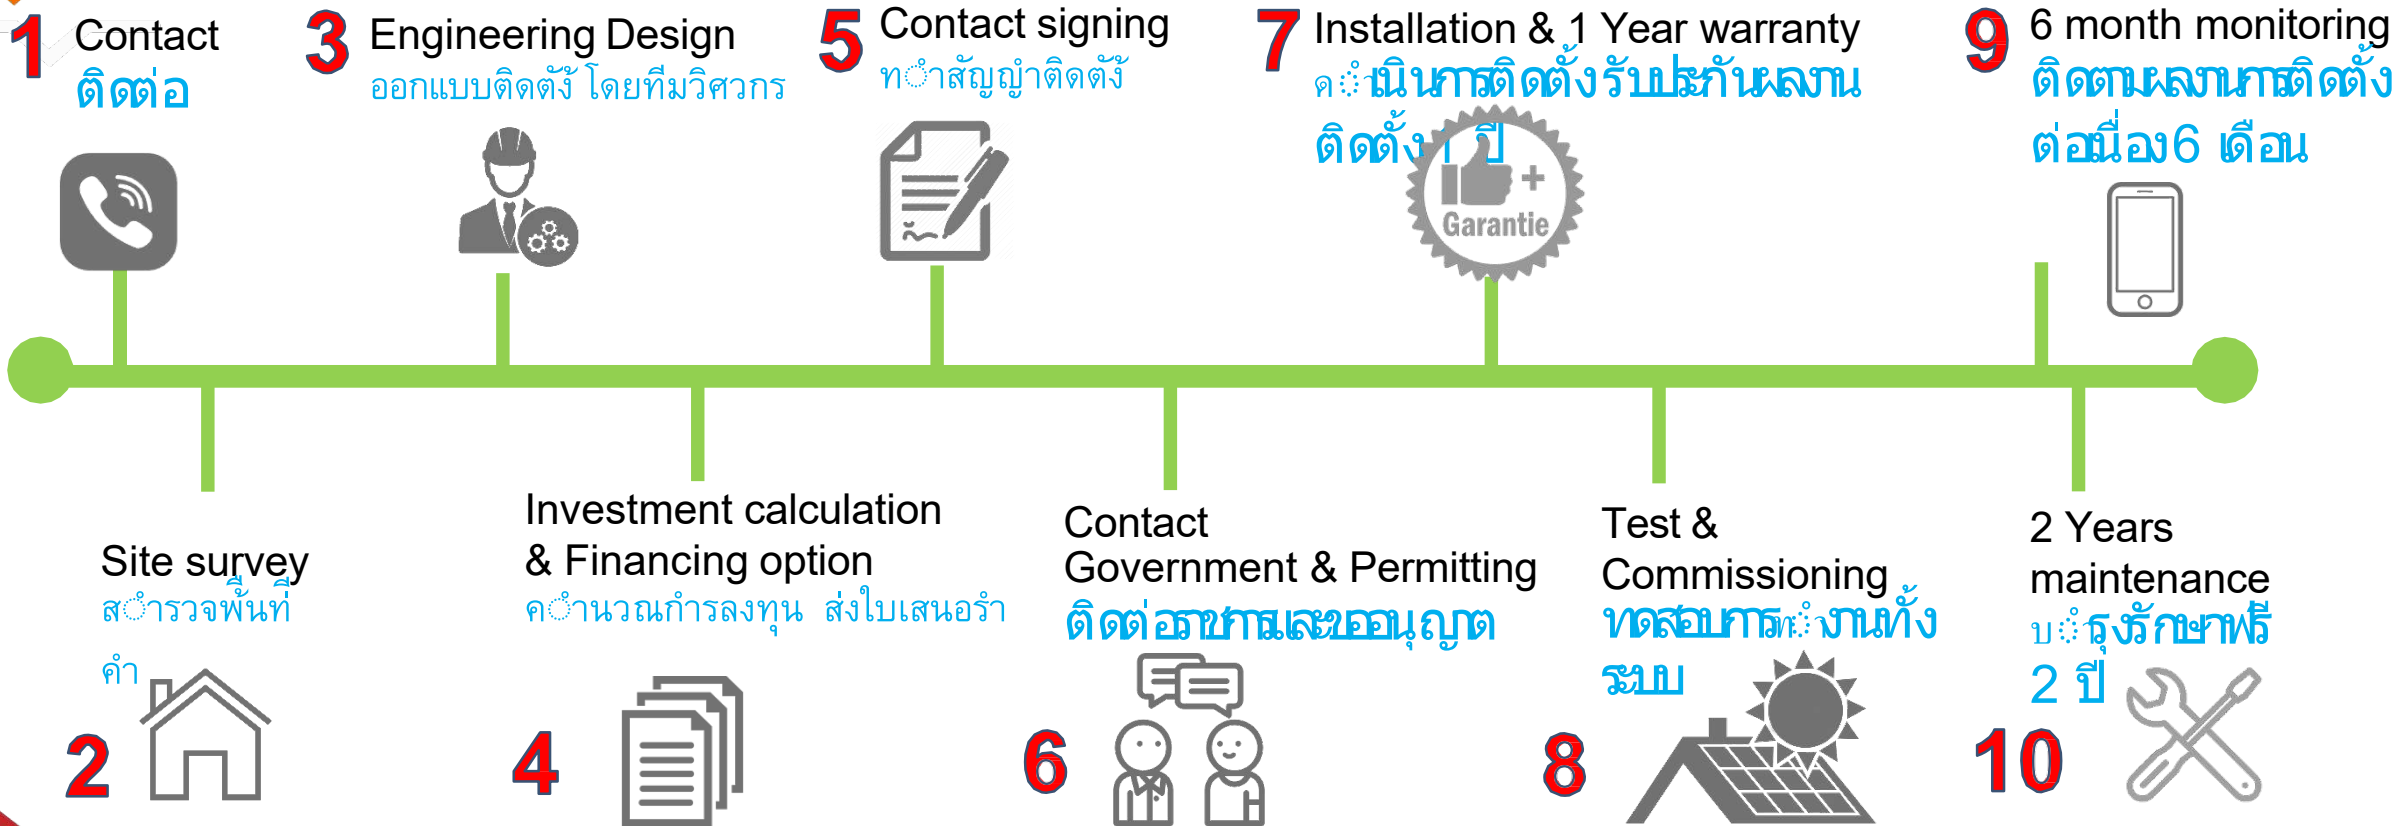 1
Contact
ติดต่อ
2
Site survey
สำรวจพื้นที่
คำ
3
Engineering Design
ออกแบบติดตั้ง โดยทีมวิศวกร
4
Investment calculation
& Financing option
คำนวณกำรลงทุน ส่งใบเสนอรำ
5
Contact signing
ทำสัญญำติดตั้ง
6
Contact
Government & Permitting
ติดต่อราชการและขออนุญาต
7
Installation & 1 Year warranty
คำเนินการติดตั้ง รับประกันผลงาน
ติดตั้ง1 ปี
+
Garantie
8
Test &
Commissioning
ทดสอบการทำงานทั้ง
ระบบ
9
6 month monitoring
ติดตามผลงานการติดตั้ง
ต่อเนื่อง6 เดือน
10
2 Years
maintenance
บำรุงรักษาฟรี
2 ปี